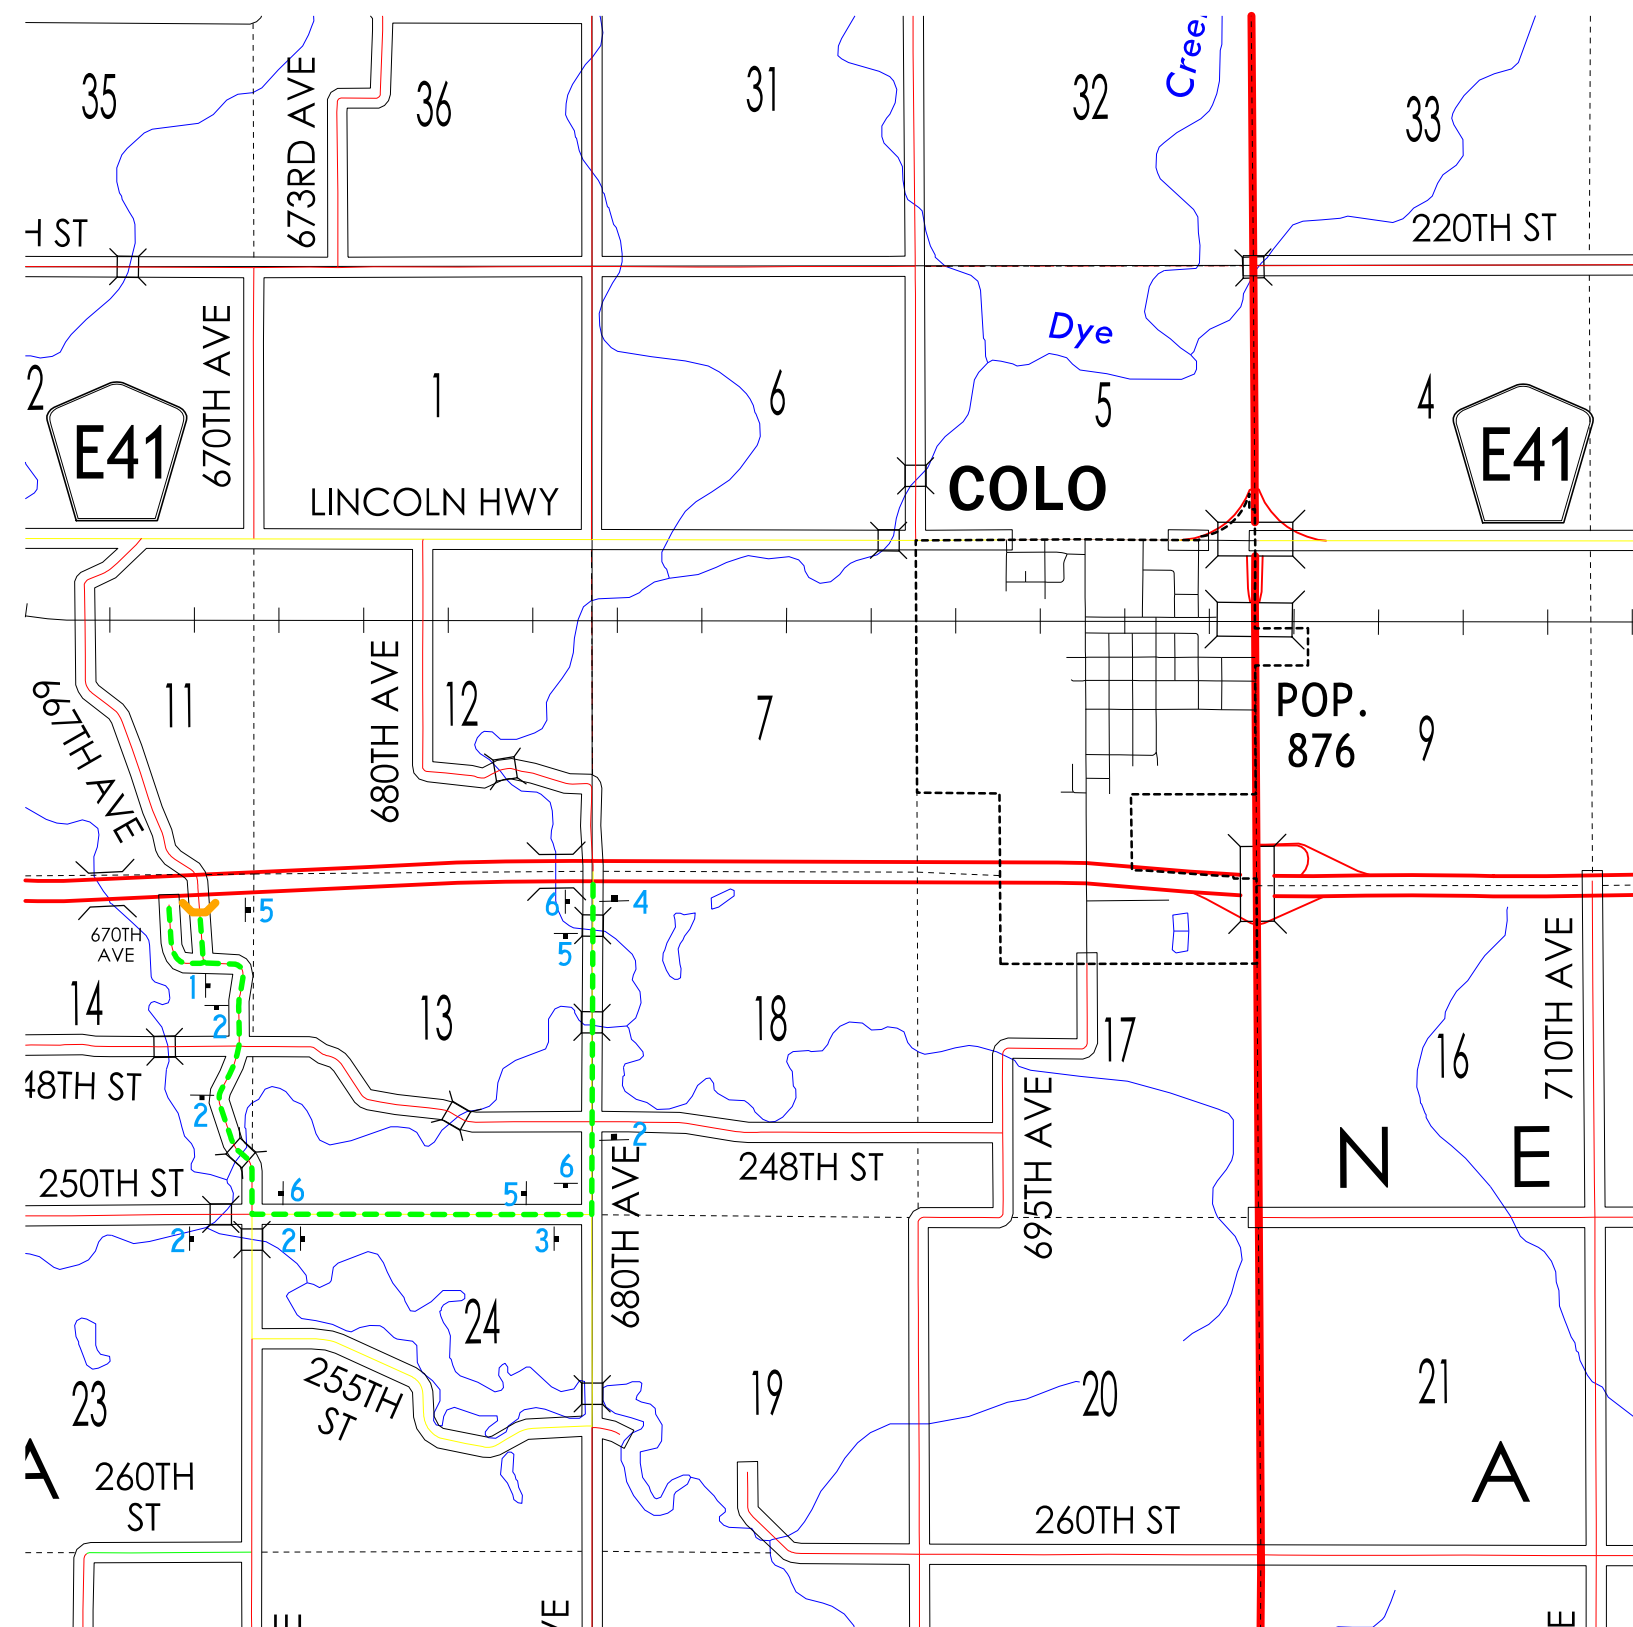 35
673RD AVE
36
31
Cree
32
33
H ST
220TH ST
2
E41
670TH AVE
1
6
Dye
5
4
E41
LINCOLN HWY
COLO
667TH AVE
11
680TH AVE
12
7
POP.
876
9
5
6
4
670TH
AVE
5
1
2
14
13
18
17
16
710TH AVE
48TH ST
2
2
680TH AVE
248TH ST
695TH AVE
N E
250TH ST
6
5
6
2
2
3
24
680TH AVE
23
255TH
ST
19
20
21
A
260TH
ST
260TH ST
A
E
VE
E